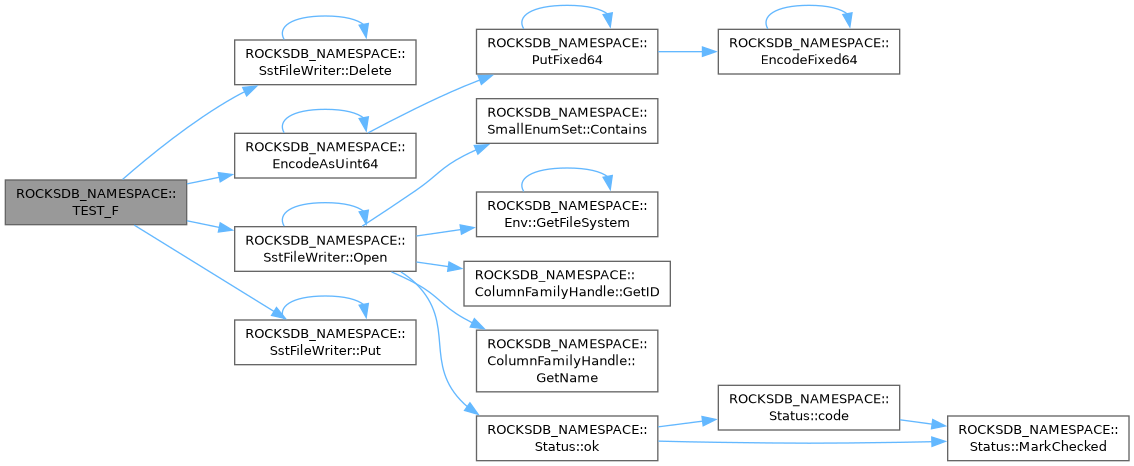 ROCKSDB_NAMESPACE::
TEST_F
ROCKSDB_NAMESPACE::
SstFileWriter::Delete
ROCKSDB_NAMESPACE::
EncodeAsUint64
ROCKSDB_NAMESPACE::
SstFileWriter::Open
ROCKSDB_NAMESPACE::
SstFileWriter::Put
ROCKSDB_NAMESPACE::
PutFixed64
ROCKSDB_NAMESPACE::
SmallEnumSet::Contains
ROCKSDB_NAMESPACE::
Env::GetFileSystem
ROCKSDB_NAMESPACE::
ColumnFamilyHandle::GetID
ROCKSDB_NAMESPACE::
ColumnFamilyHandle::
GetName
ROCKSDB_NAMESPACE::
Status::ok
ROCKSDB_NAMESPACE::
EncodeFixed64
ROCKSDB_NAMESPACE::
Status::code
ROCKSDB_NAMESPACE::
Status::MarkChecked